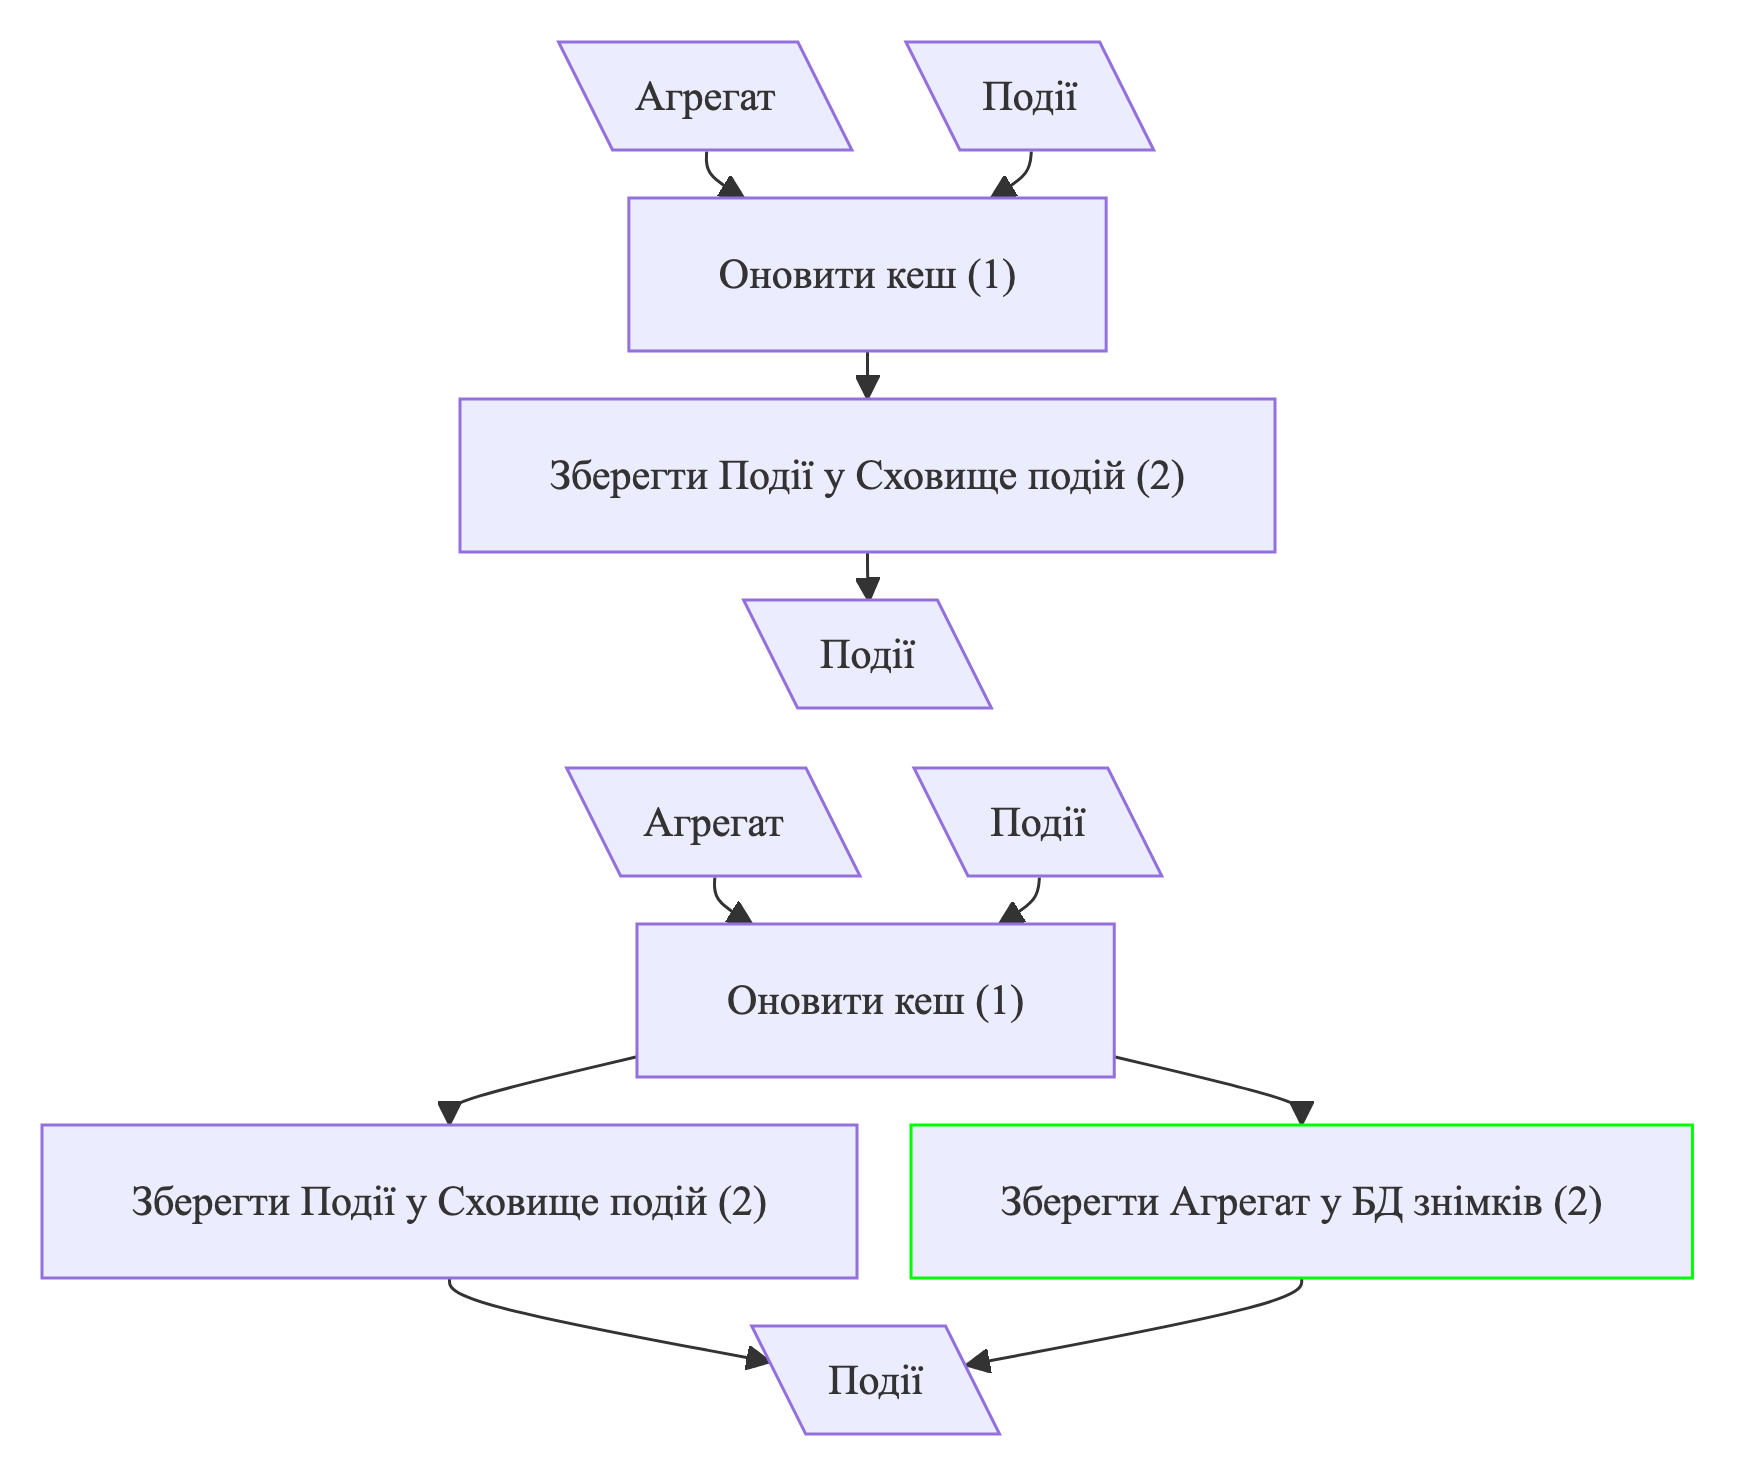 Агрегат
Події
Оновити кеш (1)
Зберегти Події у Сховище подій (2)
Події
Агрегат
Події
Оновити кеш (1)
Зберегти Події у Сховище подій (2)
Зберегти Агрегат у БД знімків (2)
Події